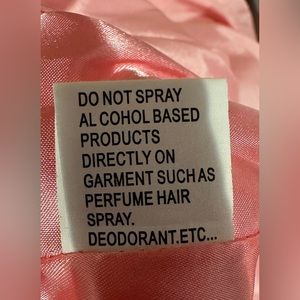 DO NOT SPRAY
AL COHOL BASED
PRODUCTS
DIRECTLY ON
GARMENT SUCH AS
PERFUME HAIR
SPRAY.
DEODORANT.ETC...